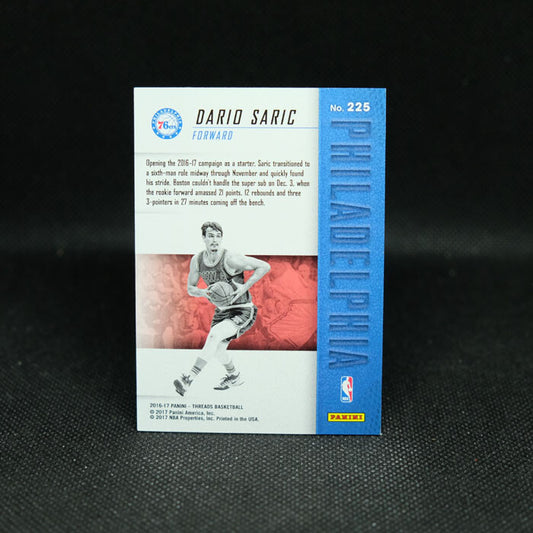 No. 225
DARIO SARIC
FORWARD
PHILADELPHIA
76ers
Opening the 2016-17 campaign as a starter, Saric transitioned
to a sixth-man role midway through November and quickly found
his stride. Boston couldn't handle the super sub on Dec. 3, when
the rookie forward amassed 21 points, 12 rebounds and three
3-pointers in 27 minutes coming off the bench.
PHILADELPHIA
2016-17 PANINI - THREADS BASKETBALL
© 2017 Panini America, Inc.
© 2017 NBA Properties, Inc. Printed in the USA.
NBA
PANINI